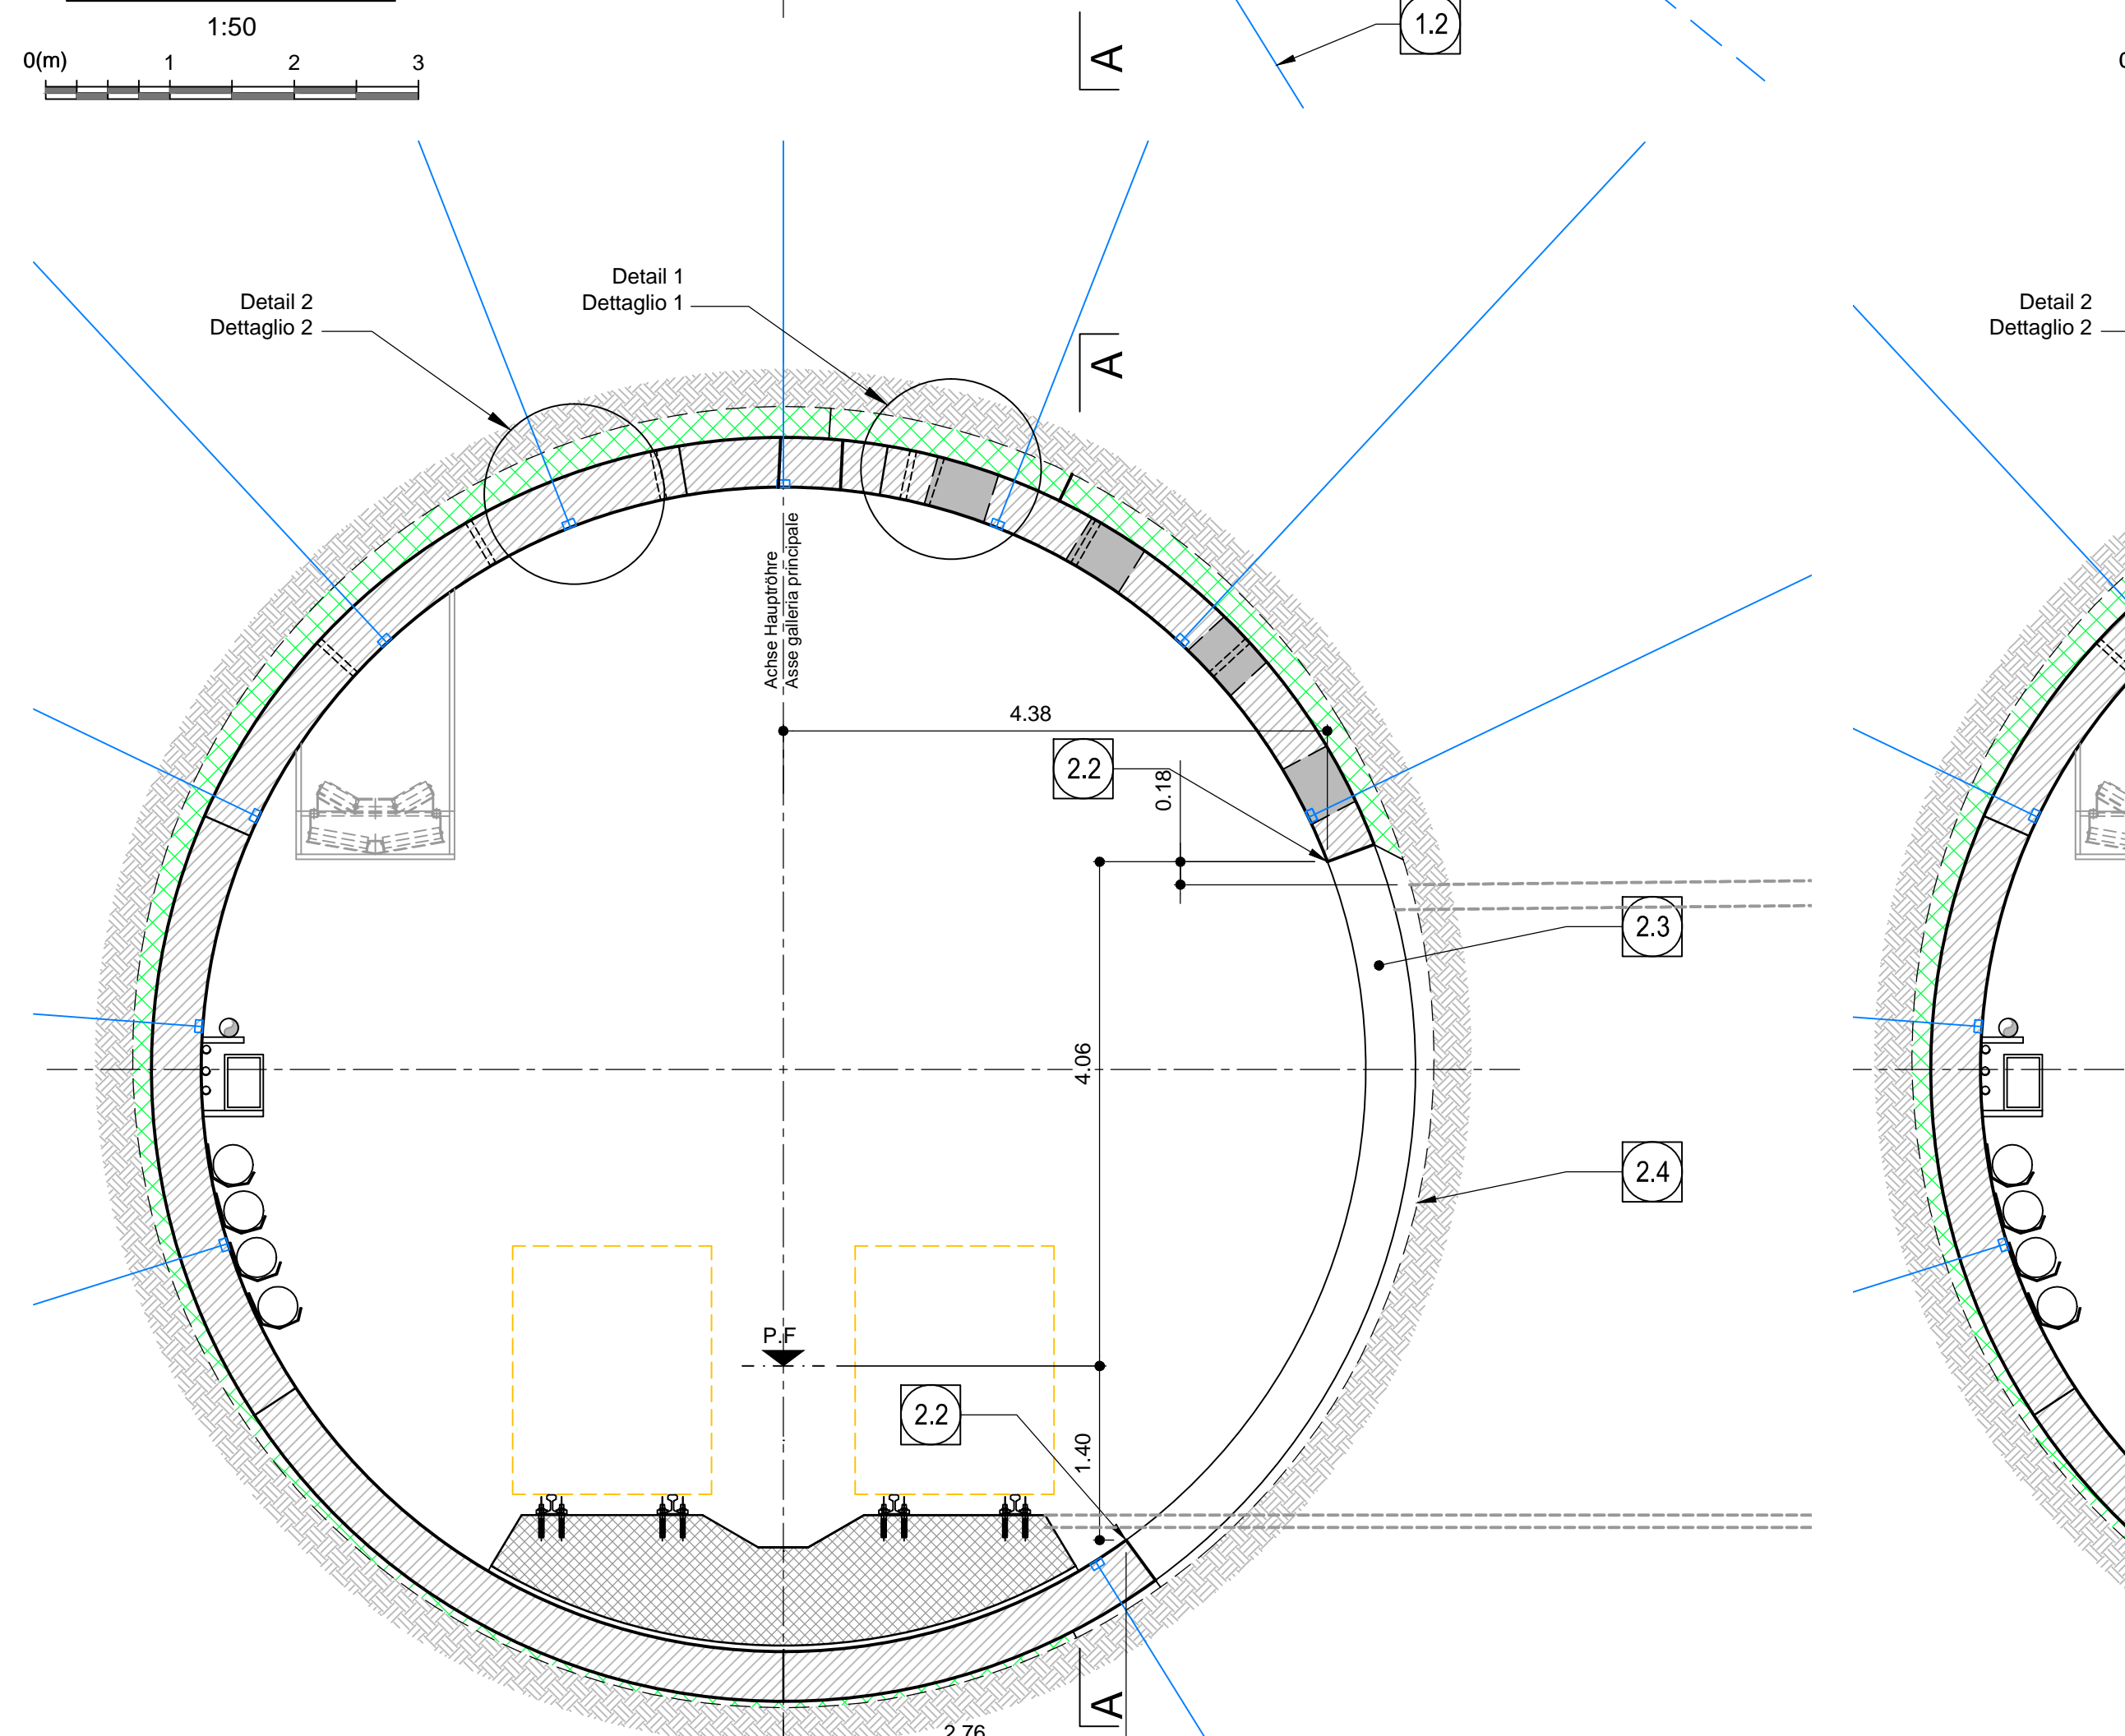 1:50
0(m) 1 2 3
A
1.2
0
Detail 1
Dettaglio 1
Detail 2
Dettaglio 2
Detail 2
Dettaglio 2
A
Achse Hauptröhre
Asse galleria principale
4.38
2.2
0.18
2.3
4.06
2.4
P.F
2.2
1.40
A
2.76